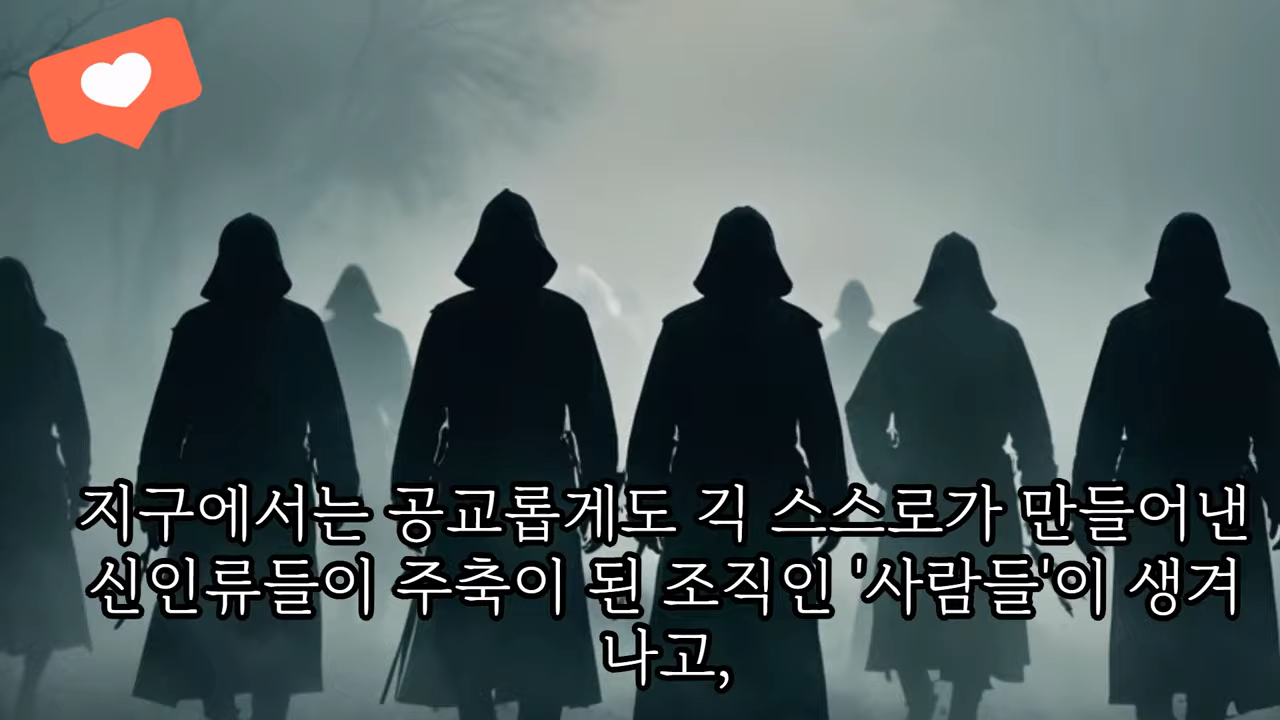 지구에서는 공교롭게도 긱 스스로가 만들어낸
신인류들이 주축이 된 조직인 '사람들'이 생겨
나고,